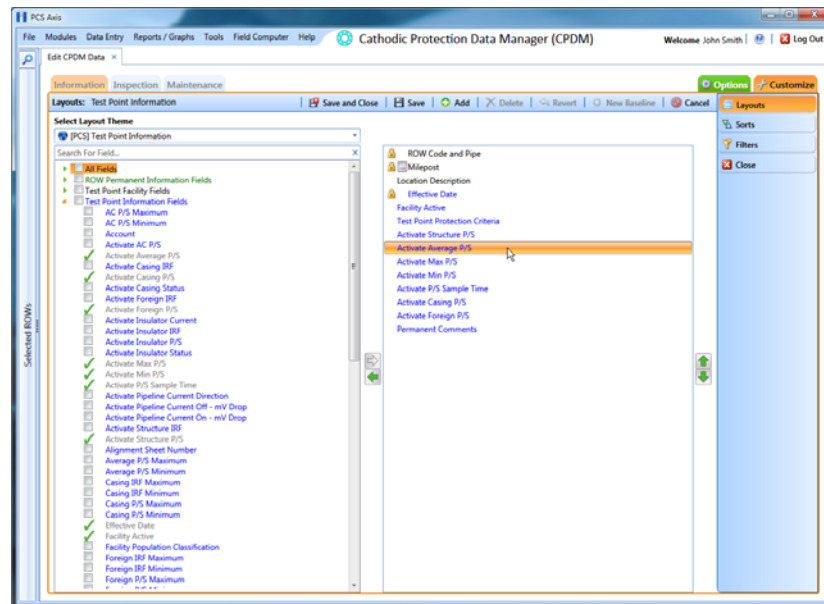 PCS Axis
File Modules Data Entry Reports / Graphs Tools Field Computer Help Cathodic Protection Data Manager (CPDM) Welcome John Smith | | Log Out
Edit CPDM Data ×
Information Inspection Maintenance Options Customize
Layouts: Test Point Information | Save and Close | Save | Add | Delete | Revert | New Baseline | Cancel
Layouts
Sorts
Filters
Close
Select Layout Theme
[PCS] Test Point Information
Search For Field...
All Fields
ROW Permanent Information Fields
Test Point Facility Fields
Test Point Information Fields
AC P/S Maximum
AC P/S Minimum
Account
Activate AC P/S
Activate Average P/S
Activate Casing IRF
Activate Casing P/S
Activate Casing Status
Activate Foreign IRF
Activate Foreign P/S
Activate Insulator Current
Activate Insulator IRF
Activate Insulator P/S
Activate Insulator Status
Activate Max P/S
Activate Min P/S
Activate P/S Sample Time
Activate Pipeline Current Direction
Activate Pipeline Current Off - mV Drop
Activate Pipeline Current On - mV Drop
Activate Structure IRF
Activate Structure P/S
Alignment Sheet Number
Average P/S Maximum
Average P/S Minimum
Casing IRF Maximum
Casing IRF Minimum
Casing P/S Maximum
Casing P/S Minimum
Effective Date
Facility Active
Facility Population Classification
Foreign IRF Maximum
Foreign IRF Minimum
Foreign P/S Maximum
ROW Code and Pipe
Milepost
Location Description
Effective Date
Facility Active
Test Point Protection Criteria
Activate Structure P/S
Activate Average P/S
Activate Max P/S
Activate Min P/S
Activate P/S Sample Time
Activate Casing P/S
Activate Foreign P/S
Permanent Comments
Selected ROWs